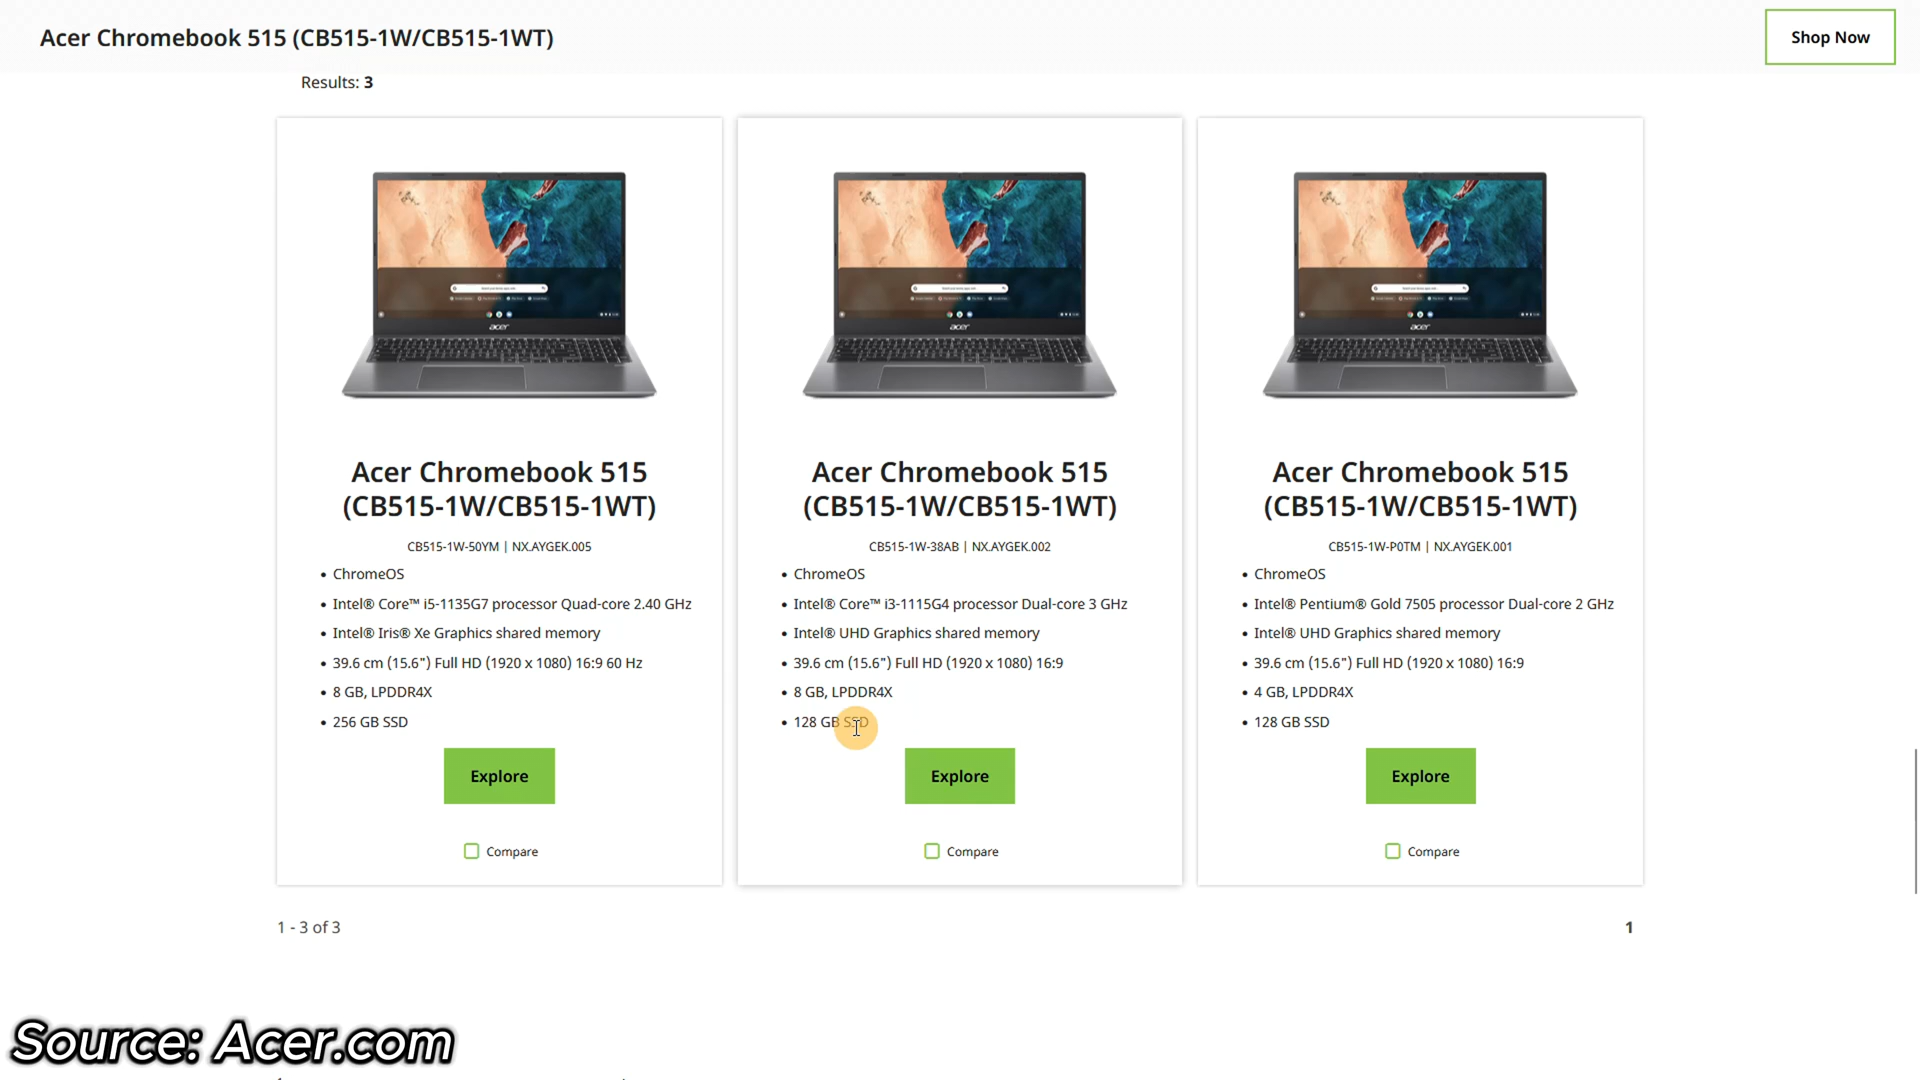 Acer Chromebook 515 (CB515-1W/CB515-1WT)
Shop Now
Results: 3
acer
acer
acer
Acer Chromebook 515
(CB515-1W/CB515-1WT)
CB515-1W-50YM | NX.AYGEK.005
• ChromeOS
• Intel® Core™ i5-1135G7 processor Quad-core 2.40 GHz
• Intel® Iris® Xe Graphics shared memory
• 39.6 cm (15.6") Full HD (1920 x 1080) 16:9 60 Hz
• 8 GB, LPDDR4X
• 256 GB SSD
Explore
Compare
Acer Chromebook 515
(CB515-1W/CB515-1WT)
CB515-1W-38AB | NX.AYGEK.002
• ChromeOS
• Intel® Core™ i3-1115G4 processor Dual-core 3 GHz
• Intel® UHD Graphics shared memory
• 39.6 cm (15.6") Full HD (1920 x 1080) 16:9
• 8 GB, LPDDR4X
• 128 GB SSD
Explore
Compare
Acer Chromebook 515
(CB515-1W/CB515-1WT)
CB515-1W-P0TM | NX.AYGEK.001
• ChromeOS
• Intel® Pentium® Gold 7505 processor Dual-core 2 GHz
• Intel® UHD Graphics shared memory
• 39.6 cm (15.6") Full HD (1920 x 1080) 16:9
• 4 GB, LPDDR4X
• 128 GB SSD
Explore
Compare
1 - 3 of 3
1
Source: Acer.com